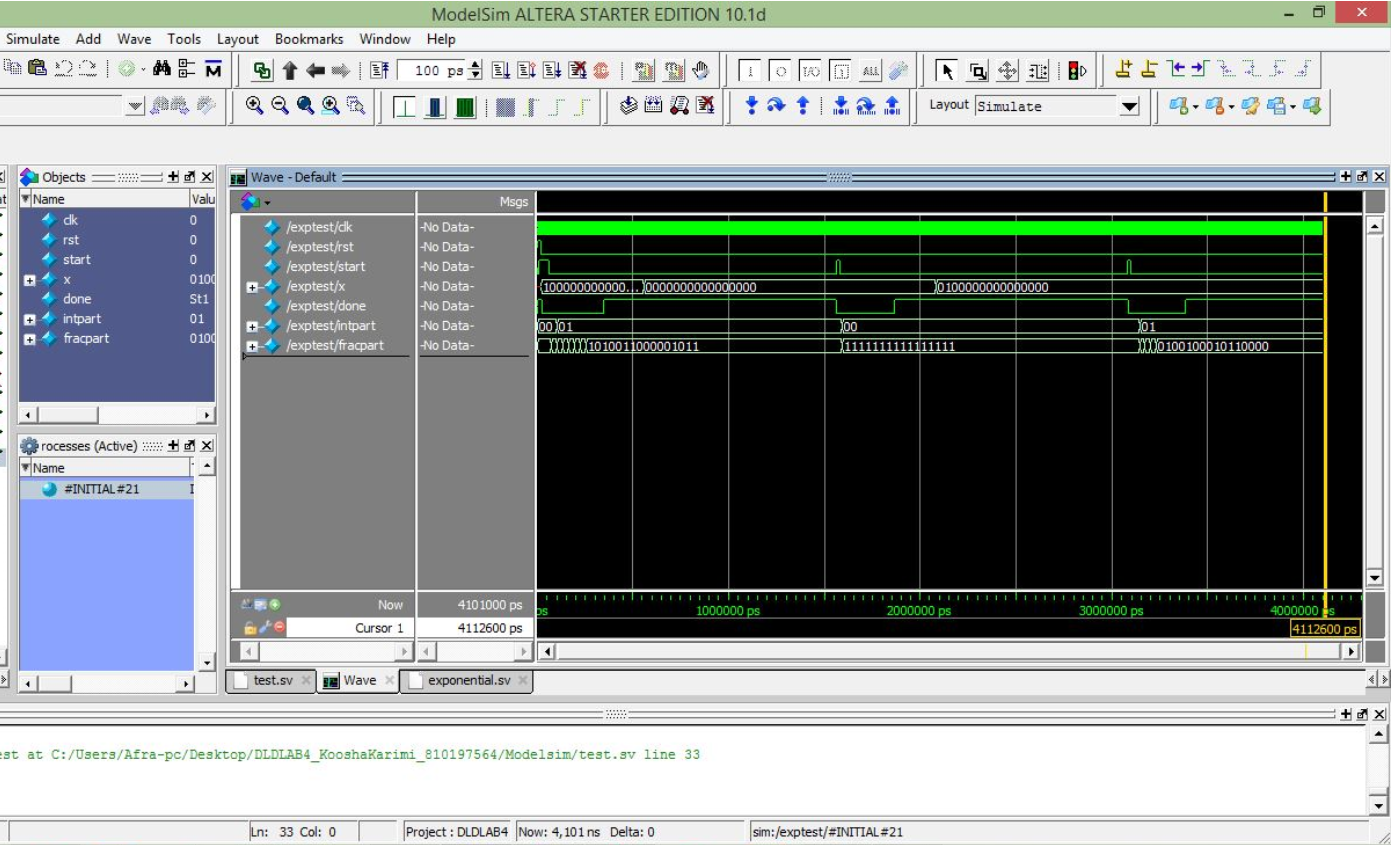 ModelSim ALTERA STARTER EDITION 10.1d
Simulate Add Wave Tools Layout Bookmarks Window Help
100 ps
Layout Simulate
Objects
Name Valu
clk 0
rst 0
start 0
x 0100
done St1
intpart 01
fracpart 0100
rocesses (Active)
Name
#INITIAL#21
Wave - Default
Msgs
/exptest/clk -No Data-
/exptest/rst -No Data-
/exptest/start -No Data-
/exptest/x -No Data- 100000000000... 0000000000000000 0100000000000000
/exptest/done -No Data-
/exptest/intpart -No Data- 00 01 00 01
/exptest/fracpart -No Data- 1010011000001011 1111111111111111 0100100010110000
Now 4101000 ps ps 1000000 ps 2000000 ps 3000000 ps 4000000 ps
Cursor 1 4112600 ps 4112600 ps
test.sv Wave exponential.sv
est at C:/Users/Afra-pc/Desktop/DLDLAB4_KooshaKarimi_810197564/Modelsim/test.sv line 33
Ln: 33 Col: 0 Project : DLDLAB4 Now: 4,101 ns Delta: 0 sim:/exptest/#INITIAL#21